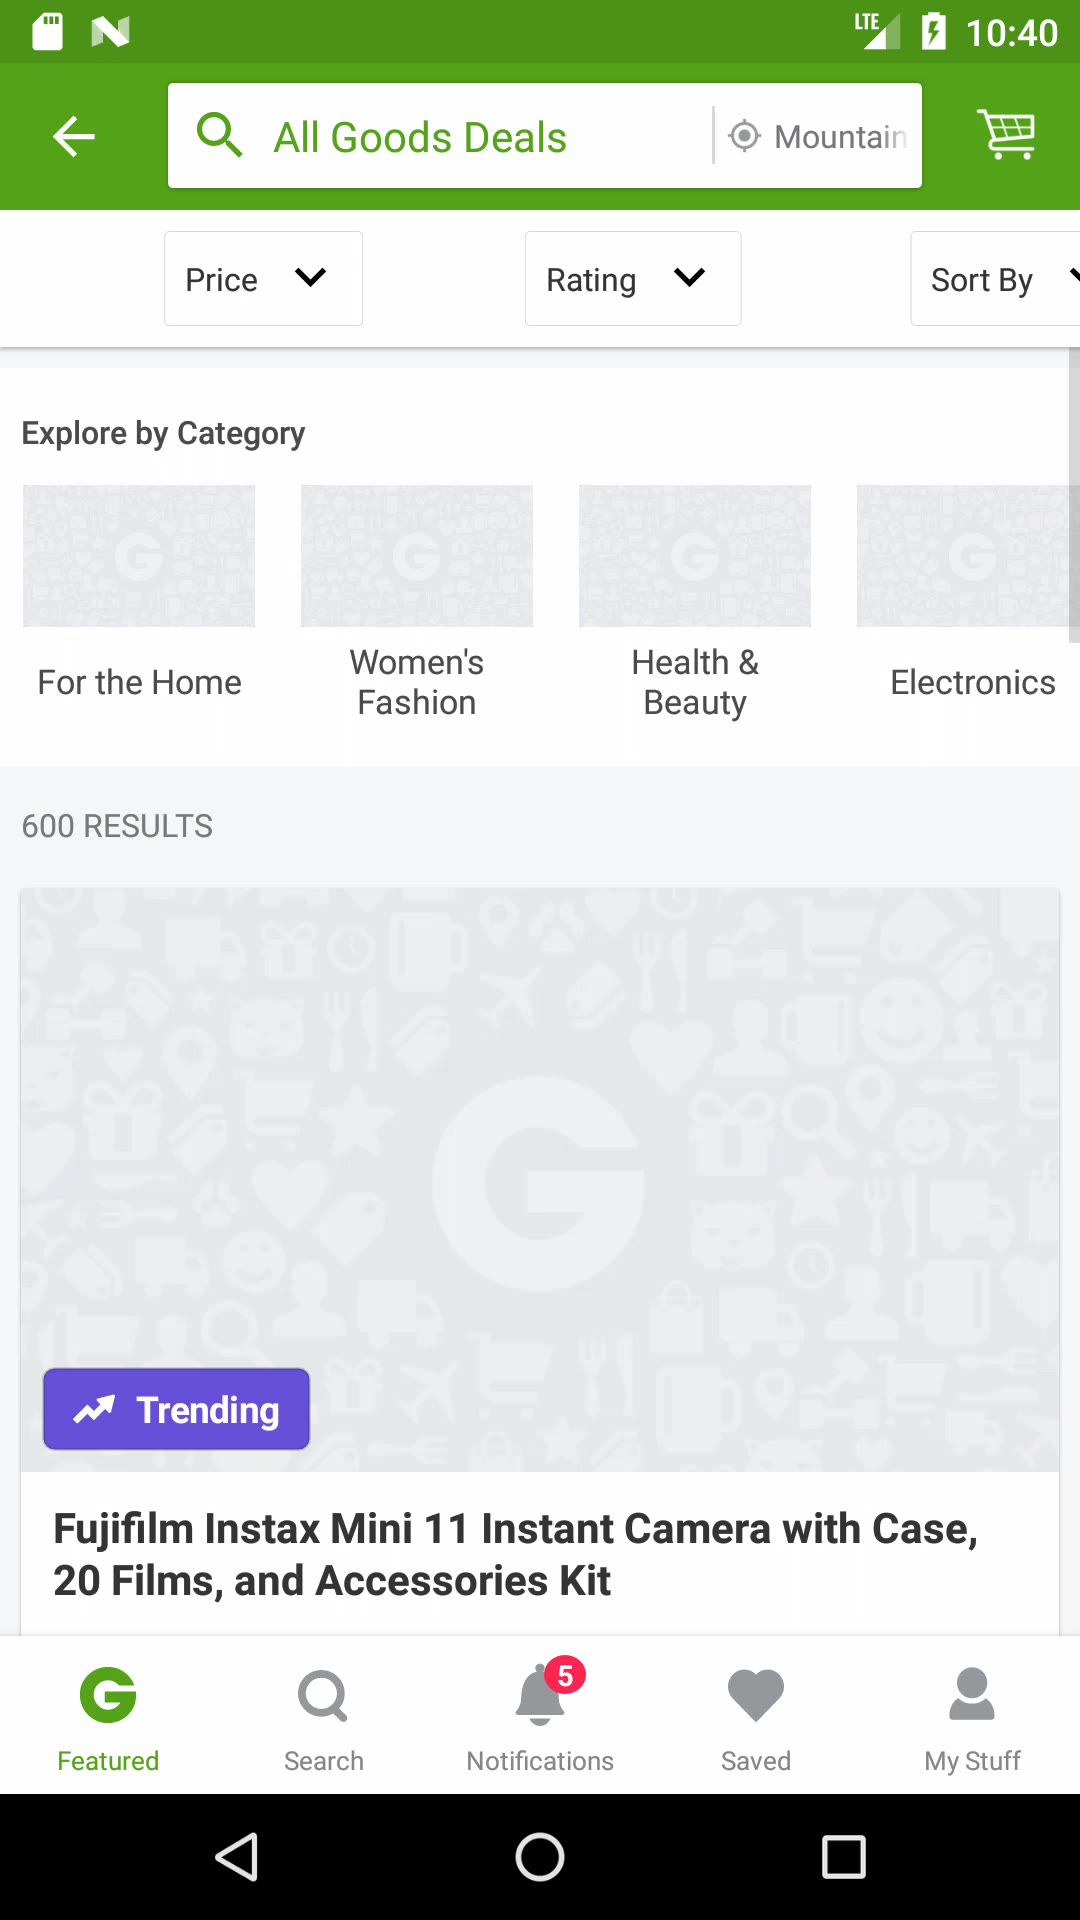 LTE 10:40
All Goods Deals Mountain
Price Rating Sort By
Explore by Category
For the Home
Women's
Fashion
Health &
Beauty
Electronics
600 RESULTS
Trending
Fujifilm Instax Mini 11 Instant Camera with Case,
20 Films, and Accessories Kit
5
Featured Search Notifications Saved My Stuff